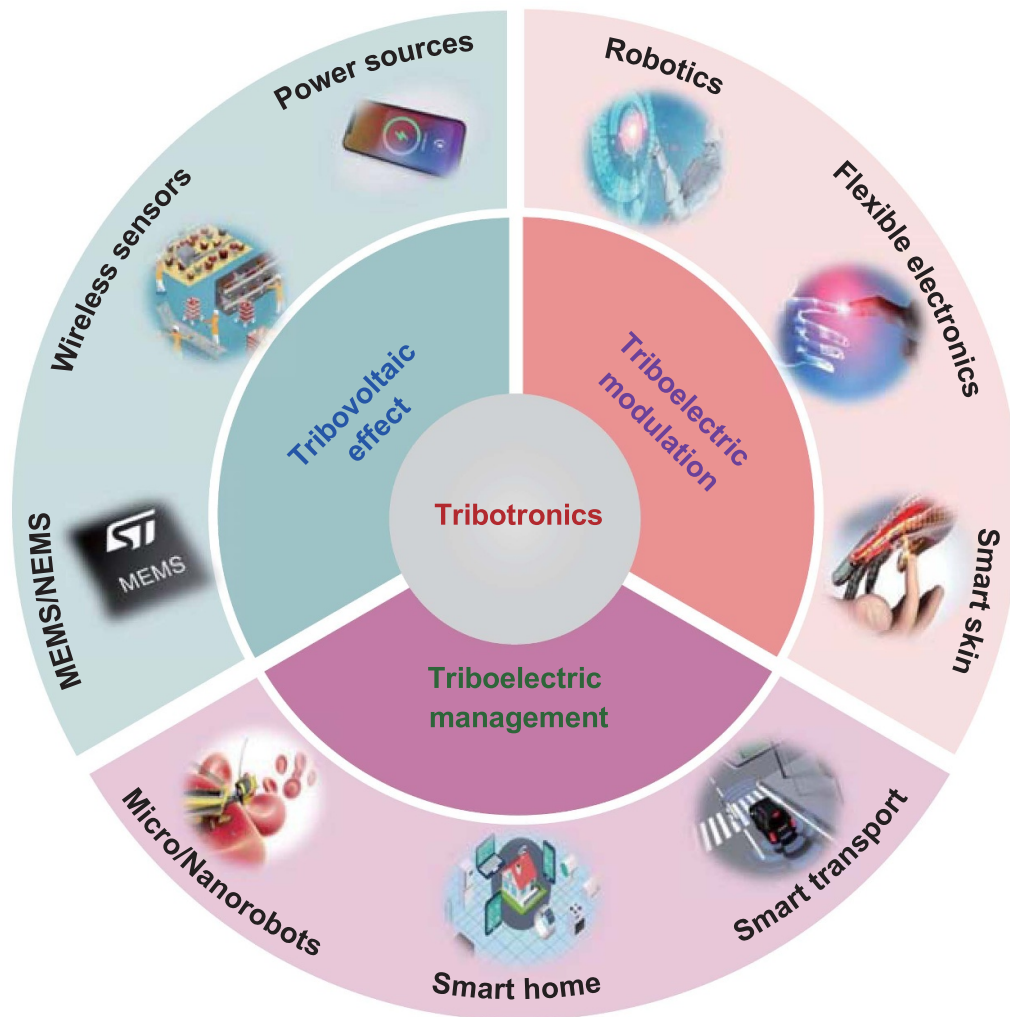 Power sources
Robotics
Wireless sensors
Flexible electronics
Tribovoltaic
effect
Triboelectric
modulation
Tribotronics
MEMS/NEMS
ST
MEMS
Smart skin
Triboelectric
management
Micro/Nanorobots
Smart home
Smart transport